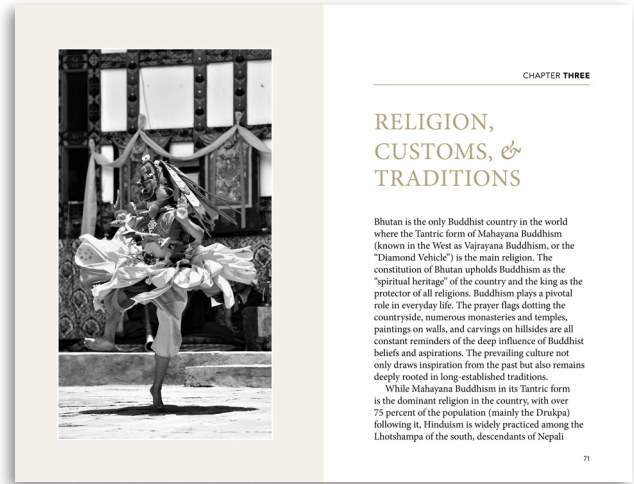 CHAPTER THREE
RELIGION,
CUSTOMS, &
TRADITIONS
Bhutan is the only Buddhist country in the world
where the Tantric form of Mahayana Buddhism
(known in the West as Vajrayana Buddhism, or the
“Diamond Vehicle”) is the main religion. The
constitution of Bhutan upholds Buddhism as the
“spiritual heritage” of the country and the king as the
protector of all religions. Buddhism plays a pivotal
role in everyday life. The prayer flags dotting the
countryside, numerous monasteries and temples,
paintings on walls, and carvings on hillsides are all
constant reminders of the deep influence of Buddhist
beliefs and aspirations. The prevailing culture not
only draws inspiration from the past but also remains
deeply rooted in long-established traditions.
While Mahayana Buddhism in its Tantric form
is the dominant religion in the country, with over
75 percent of the population (mainly the Drukpa)
following it, Hinduism is widely practiced among the
Lhotshampa of the south, descendants of Nepali
71